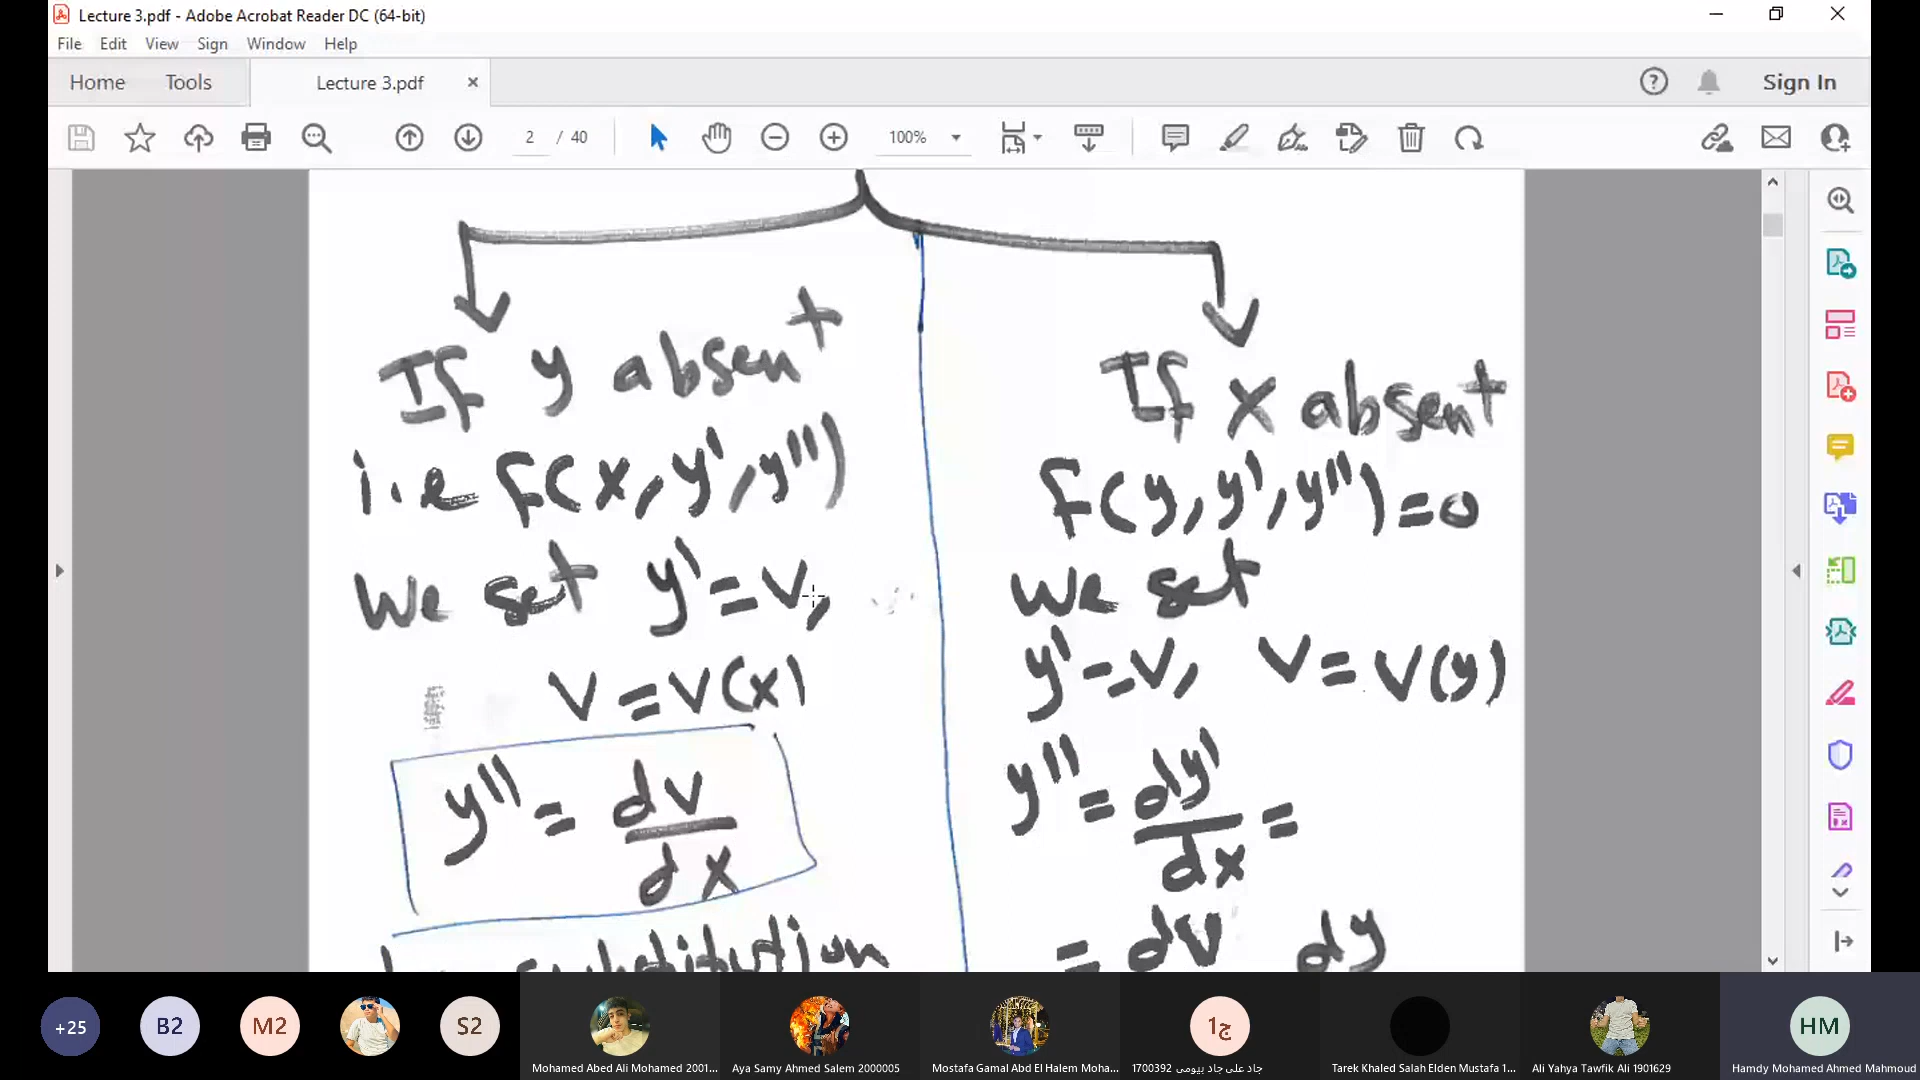 Lecture 3.pdf - Adobe Acrobat Reader DC (64-bit)
File Edit View Sign Window Help
Home Tools Lecture 3.pdf × Sign In
2 / 40 100%
If y absent
i.e f(x, y', y'')
We set y' = v,
v = v(x)
y'' = dv
dx
substitution
If x absent
f(y, y', y'') = 0
We set
y' = v, v = v(y)
y'' = dy' =
dx
= dv dy
+25 B2 M2 S2 1ج HM
Mohamed Abed Ali Mohamed 2001... Aya Samy Ahmed Salem 2000005 Mostafa Gamal Abd El Halem Moha... جاد على جاد بيومى 1700392 Tarek Khaled Salah Elden Mustafa 1... Ali Yahya Tawfik Ali 1901629 Hamdy Mohamed Ahmed Mahmoud